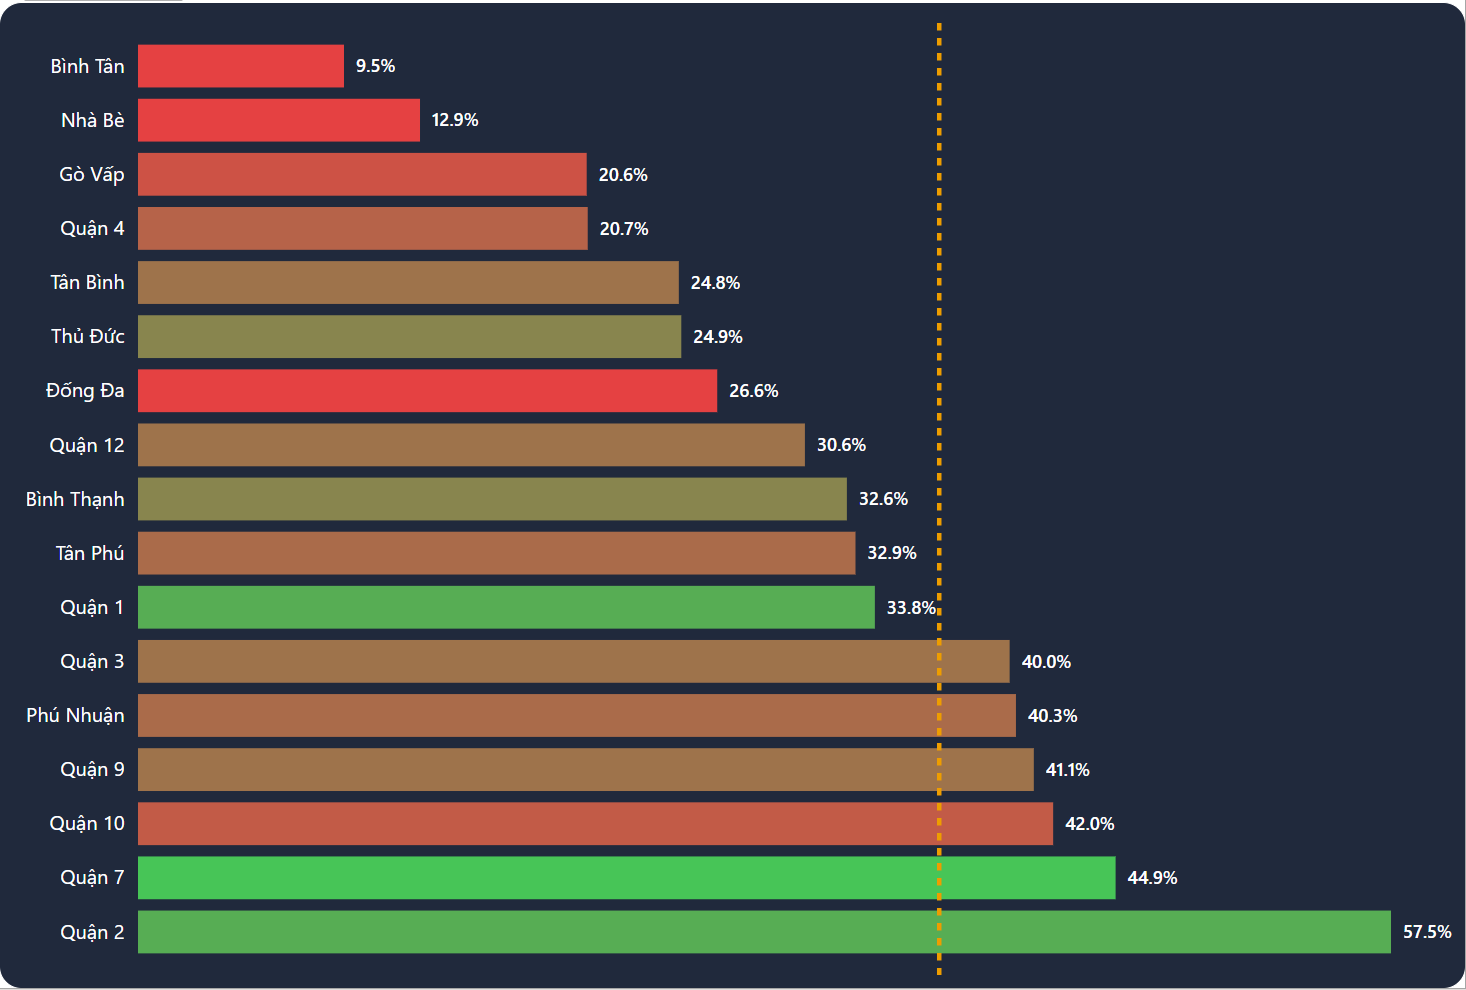 Bình Tân 9.5%
Nhà Bè 12.9%
Gò Vấp 20.6%
Quận 4 20.7%
Tân Bình 24.8%
Thủ Đức 24.9%
Đống Đa 26.6%
Quận 12 30.6%
Bình Thạnh 32.6%
Tân Phú 32.9%
Quận 1 33.8%
Quận 3 40.0%
Phú Nhuận 40.3%
Quận 9 41.1%
Quận 10 42.0%
Quận 7 44.9%
Quận 2 57.5%